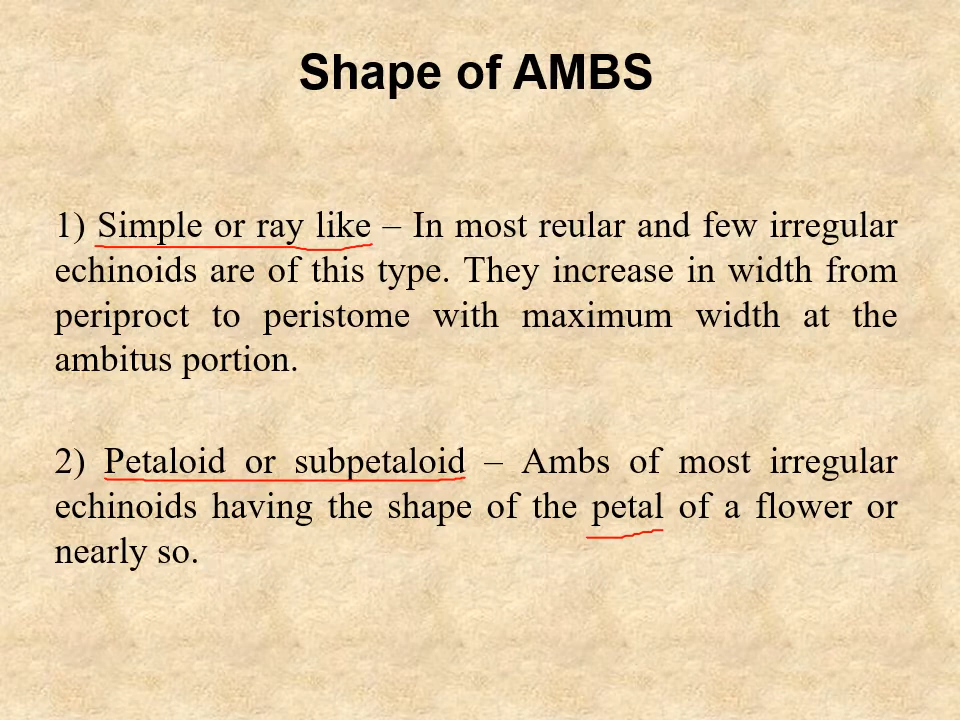 Shape of AMBS
1) Simple or ray like – In most reular and few irregular
echinoids are of this type. They increase in width from
periproct to peristome with maximum width at the
ambitus portion.
2) Petaloid or subpetaloid – Ambs of most irregular
echinoids having the shape of the petal of a flower or
nearly so.